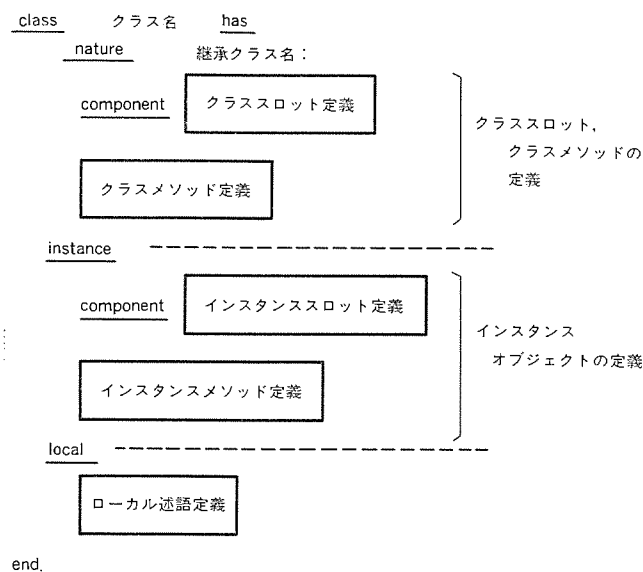 class クラス名 has
nature 継承クラス名：
component クラススロット定義
クラススロット，
クラスメソッドの
定義
クラスメソッド定義
instance
component インスタンススロット定義
インスタンス
オブジェクトの定義
インスタンスメソッド定義
local
ローカル述語定義
end.